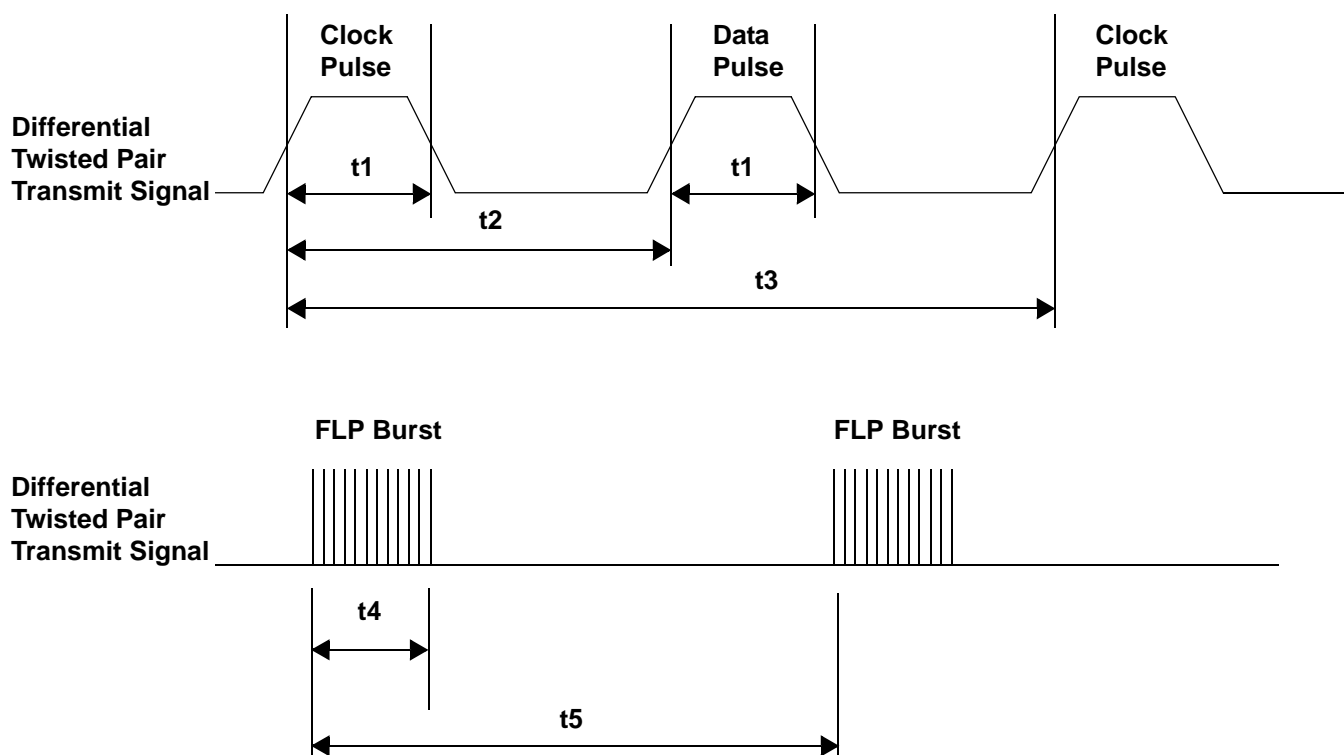 Clock
Pulse
Data
Pulse
Clock
Pulse
Differential
Twisted Pair
Transmit Signal
t1
t1
t2
t3
FLP Burst
FLP Burst
Differential
Twisted Pair
Transmit Signal
t4
t5